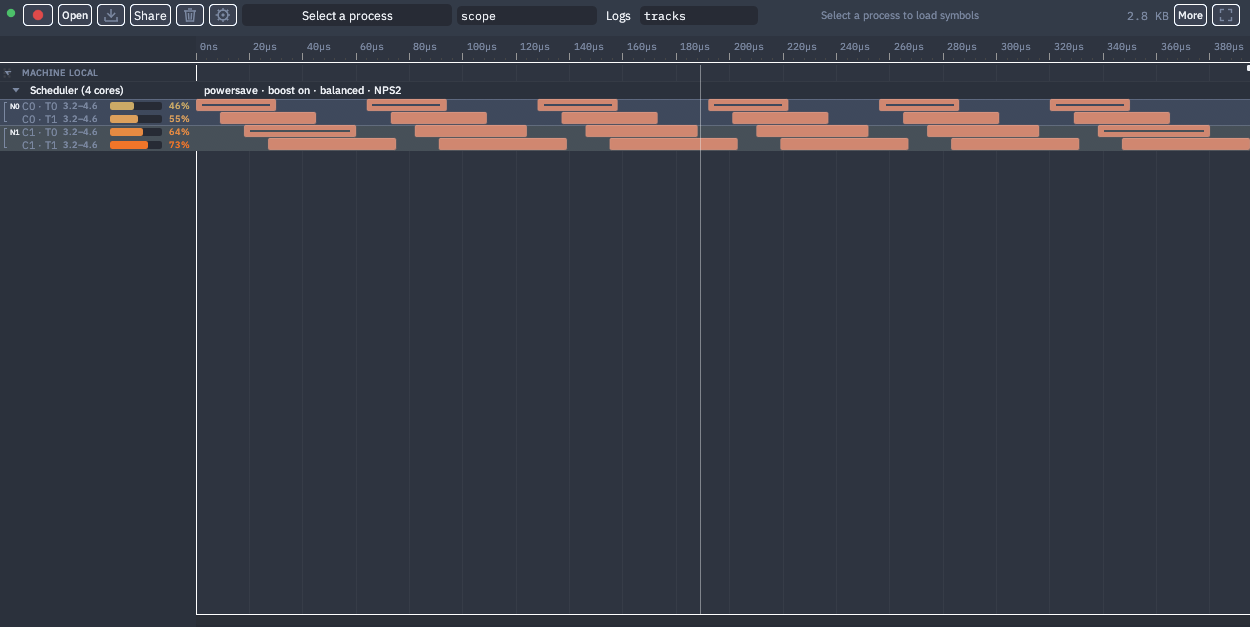 Open Share Select a process scope Logs tracks Select a process to load symbols 2.8 KB More
0ns 20µs 40µs 60µs 80µs 100µs 120µs 140µs 160µs 180µs 200µs 220µs 240µs 260µs 280µs 300µs 320µs 340µs 360µs 380µs
MACHINE LOCAL
Scheduler (4 cores) powersave · boost on · balanced · NPS2
N0 C0 · T0 3.2–4.6 46%
C0 · T1 3.2–4.6 55%
N1 C1 · T0 3.2–4.6 64%
C1 · T1 3.2–4.6 73%